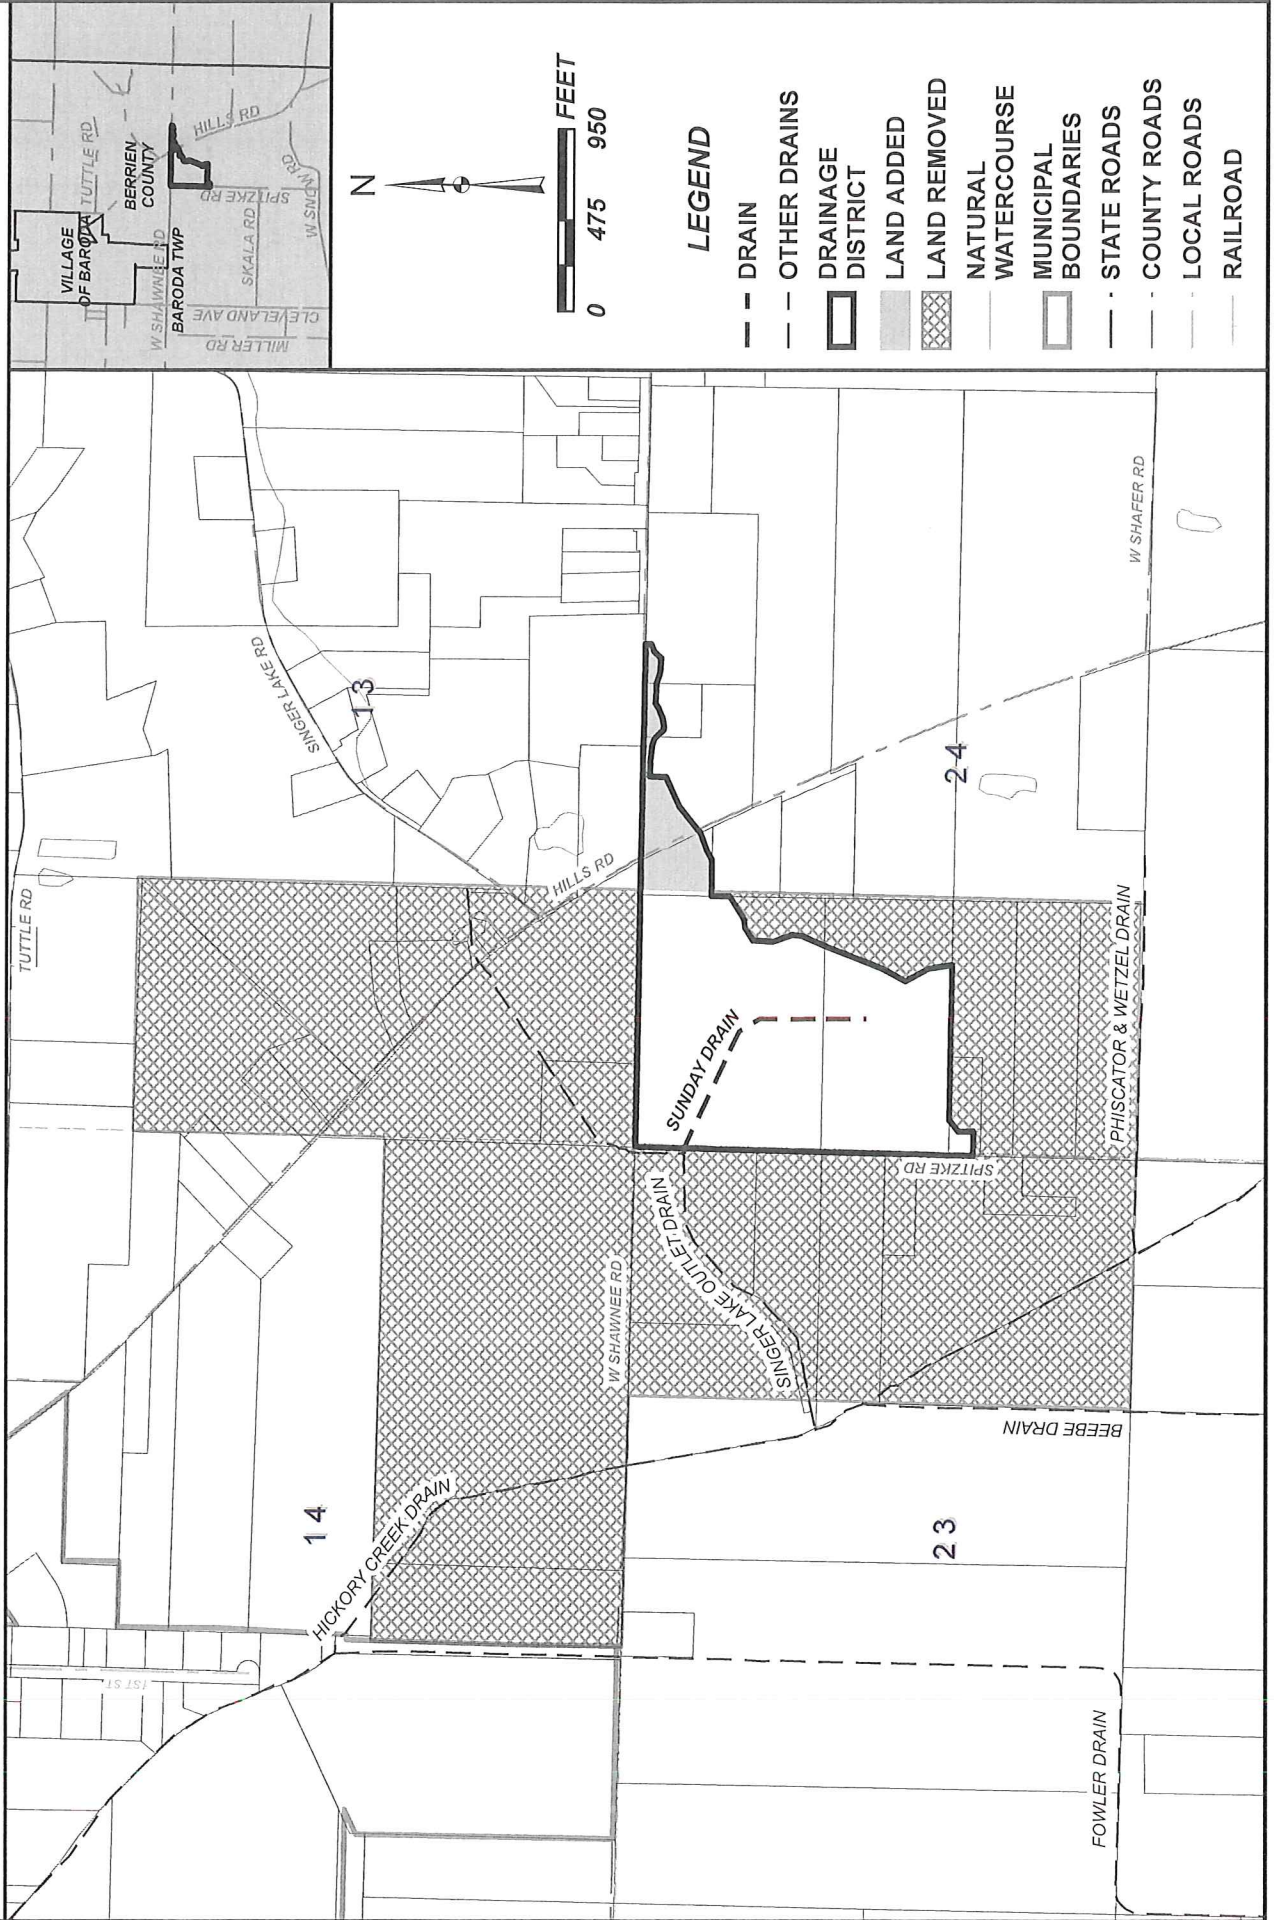 VILLAGE
OF BARODA
TUTTLE RD
BERRIEN
COUNTY
HILLS RD
W SHAWNEE RD
BARODA TWP
SPITZKE RD
SKALA RD
W SNOW RD
CLEVELAND AVE
MILLER RD
N
0 475 950
FEET
LEGEND
DRAIN
OTHER DRAINS
DRAINAGE
DISTRICT
LAND ADDED
LAND REMOVED
NATURAL
WATERCOURSE
MUNICIPAL
BOUNDARIES
STATE ROADS
COUNTY ROADS
LOCAL ROADS
RAILROAD
TUTTLE RD
SINGER LAKE RD
13
HILLS RD
14
HICKORY CREEK DRAIN
1ST ST
W SHAWNEE RD
SUNDAY DRAIN
SINGER LAKE OUTLET DRAIN
SPITZKE RD
24
W SHAFER RD
PHISCATOR & WETZEL DRAIN
BEEBE DRAIN
23
FOWLER DRAIN